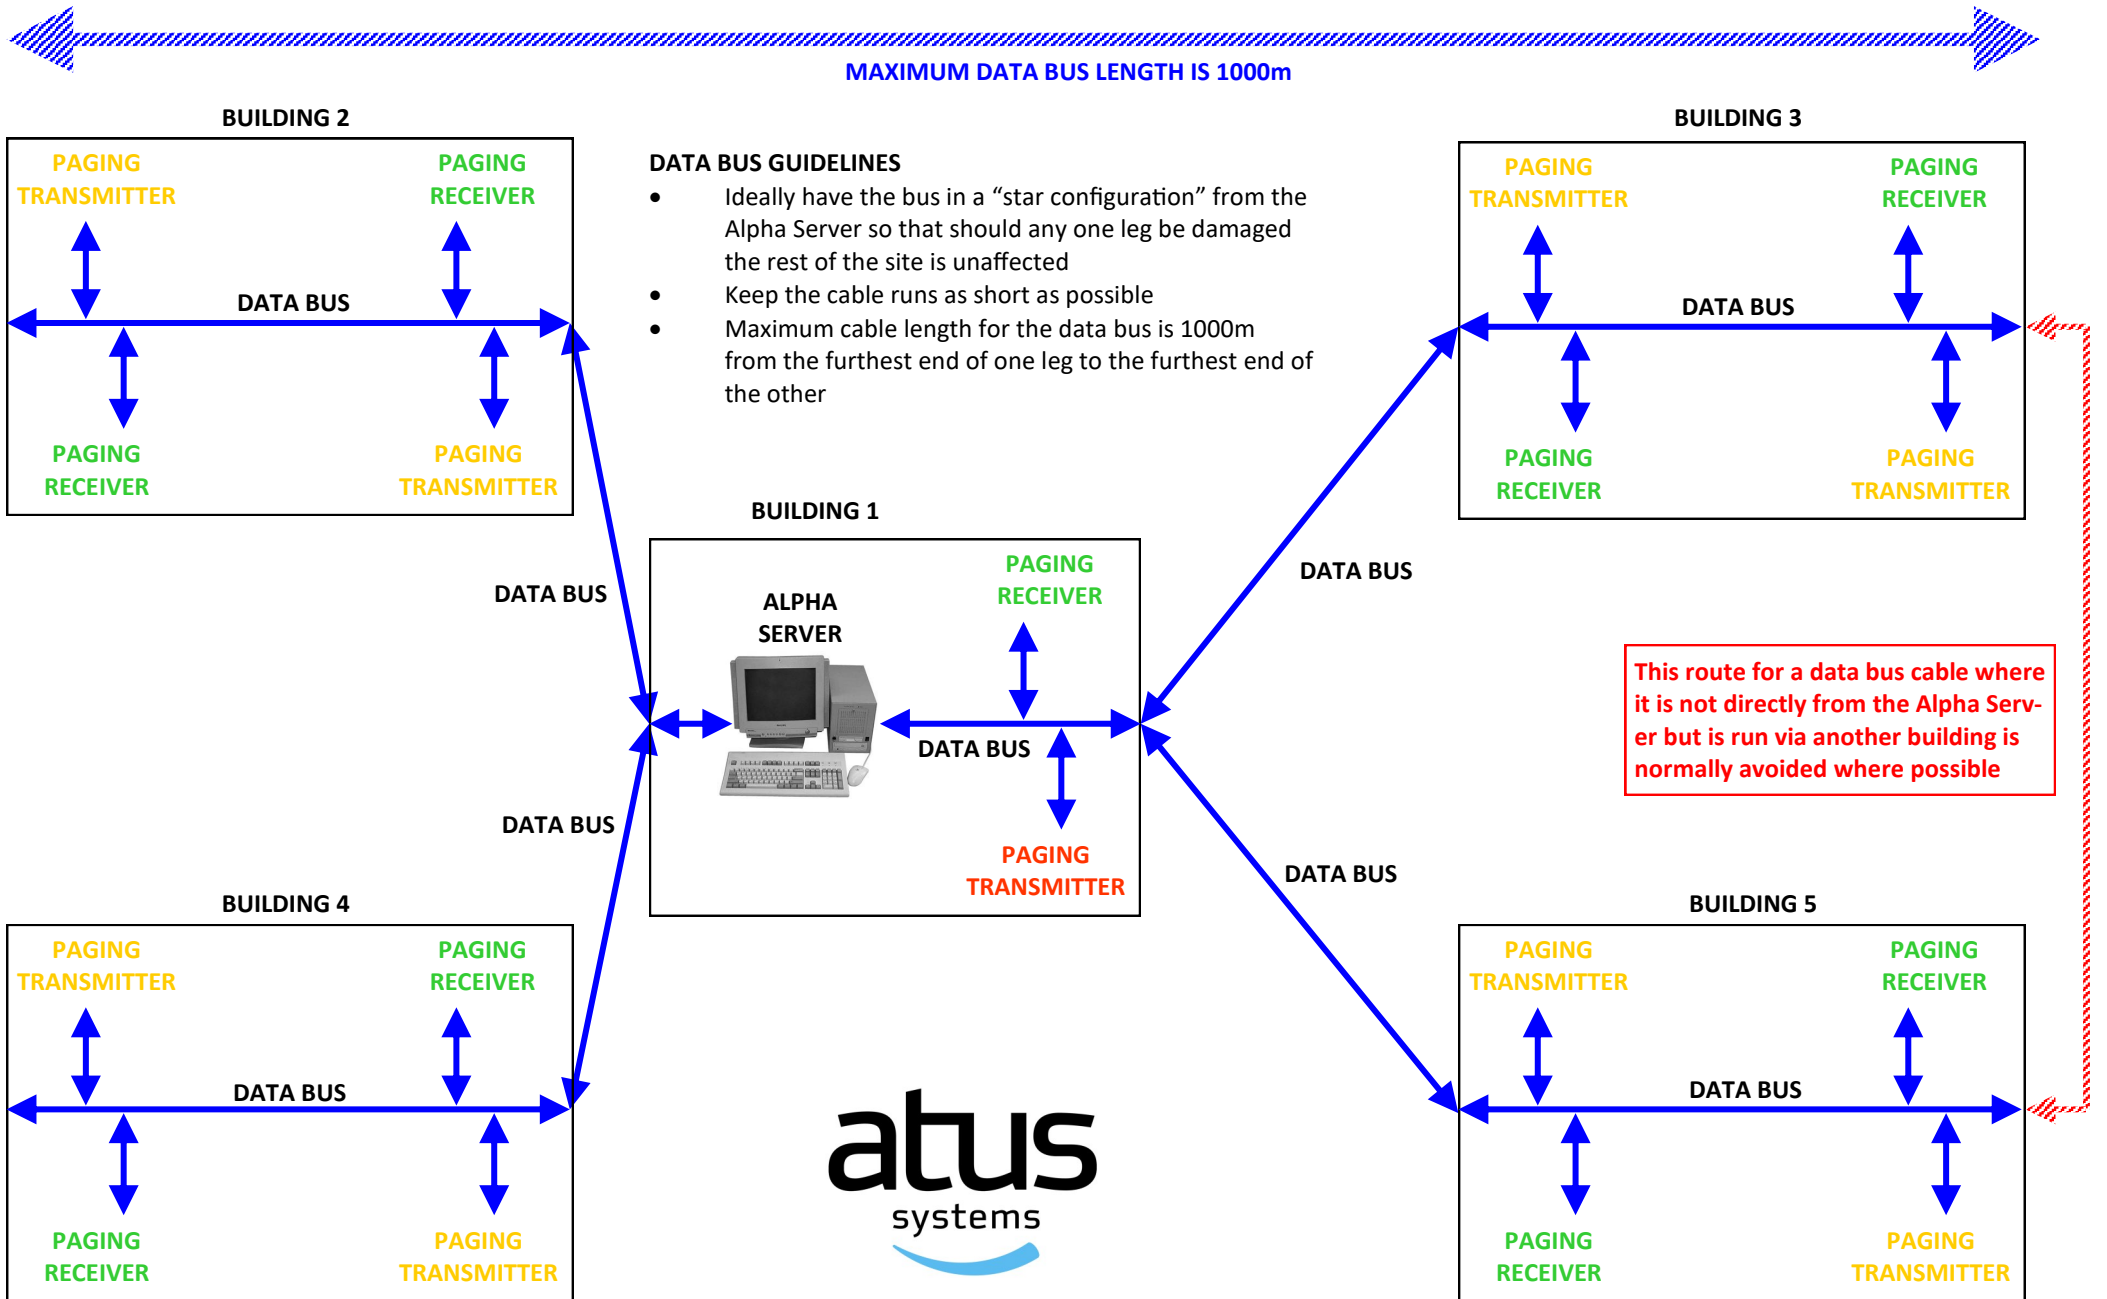 MAXIMUM DATA BUS LENGTH IS 1000m
BUILDING 2
PAGING
TRANSMITTER
PAGING
RECEIVER
DATA BUS
PAGING
RECEIVER
PAGING
TRANSMITTER
DATA BUS GUIDELINES
• Ideally have the bus in a “star configuration” from the
Alpha Server so that should any one leg be damaged
the rest of the site is unaffected
• Keep the cable runs as short as possible
• Maximum cable length for the data bus is 1000m
from the furthest end of one leg to the furthest end of
the other
BUILDING 3
PAGING
TRANSMITTER
PAGING
RECEIVER
DATA BUS
PAGING
RECEIVER
PAGING
TRANSMITTER
DATA BUS
BUILDING 1
ALPHA
SERVER
PAGING
RECEIVER
DATA BUS
PAGING
TRANSMITTER
DATA BUS
This route for a data bus cable where
it is not directly from the Alpha Serv-
er but is run via another building is
normally avoided where possible
DATA BUS
DATA BUS
BUILDING 4
PAGING
TRANSMITTER
PAGING
RECEIVER
DATA BUS
PAGING
RECEIVER
PAGING
TRANSMITTER
atus
systems
BUILDING 5
PAGING
TRANSMITTER
PAGING
RECEIVER
DATA BUS
PAGING
RECEIVER
PAGING
TRANSMITTER